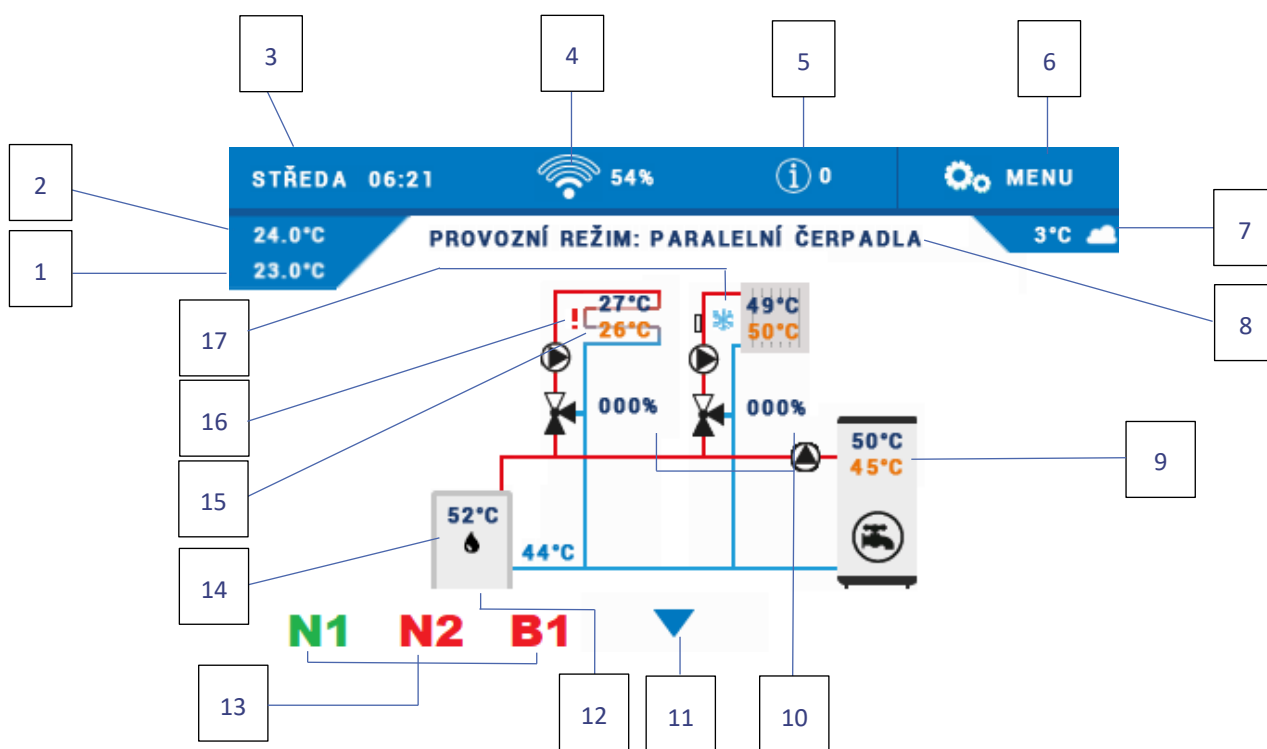 3
4
5
6
2
1
STŘEDA 06:21
54%
0
MENU
24.0°C
23.0°C
PROVOZNÍ REŽIM: PARALELNÍ ČERPADLA
3°C
7
8
17
16
15
14
27°C
26°C
49°C
50°C
000%
000%
50°C
45°C
9
52°C
44°C
N1 N2 B1
13
12
11
10